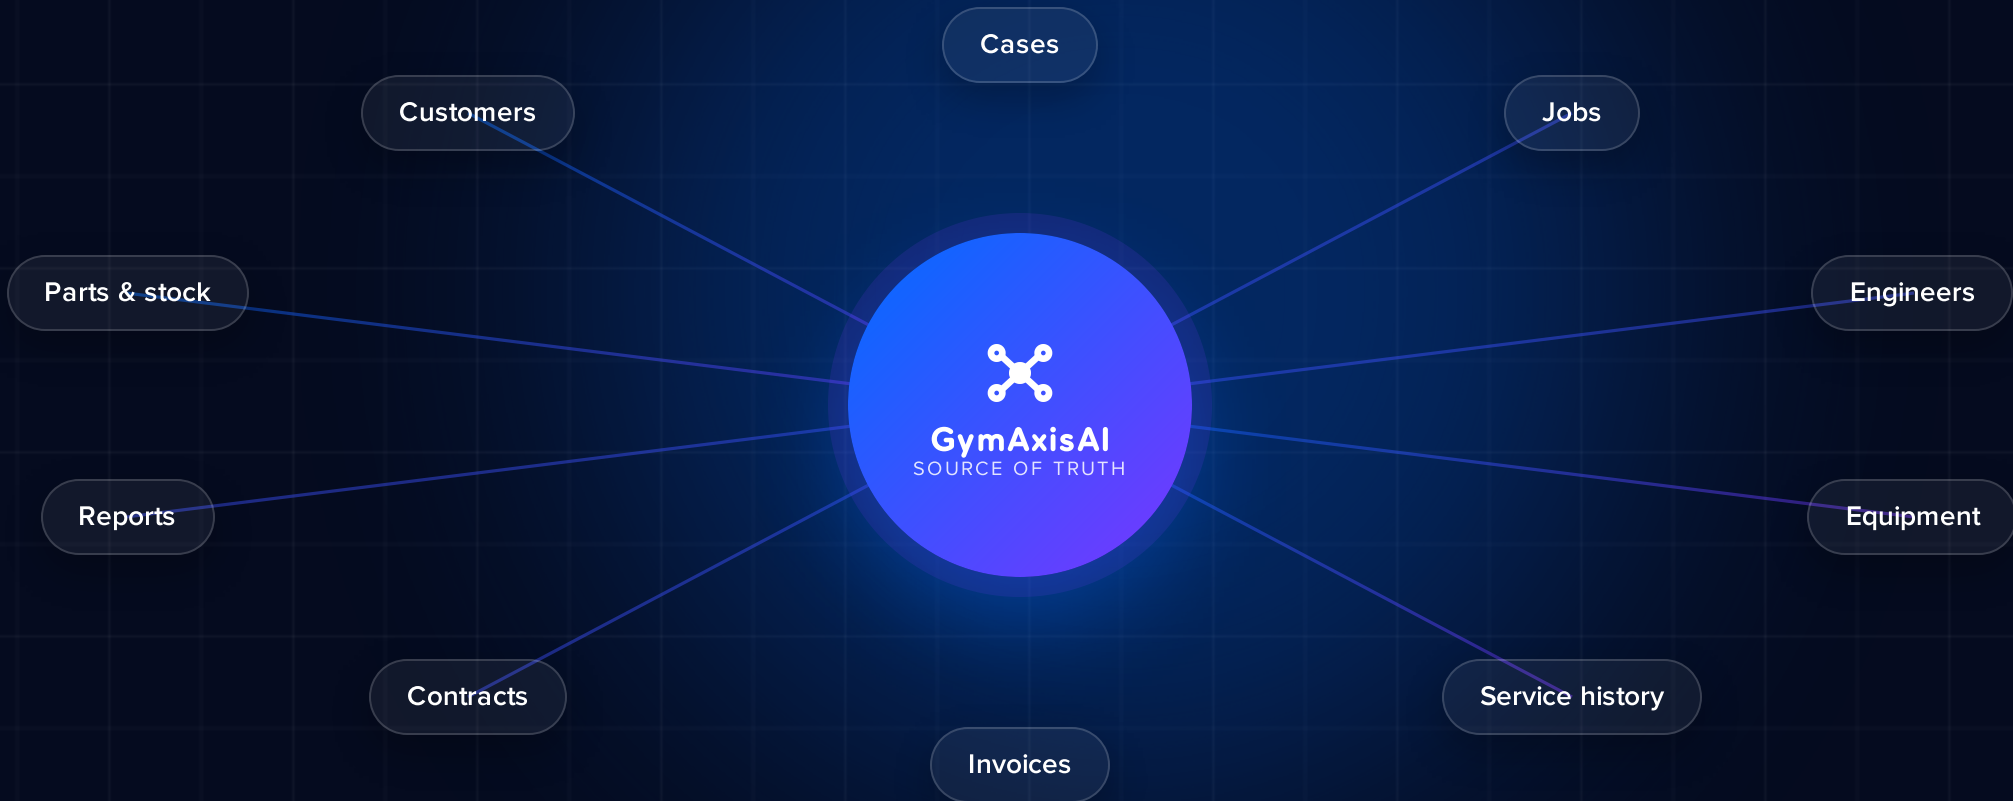 Cases
Customers
Jobs
Parts & stock
Engineers
GymAxisAI
SOURCE OF TRUTH
Reports
Equipment
Contracts
Service history
Invoices